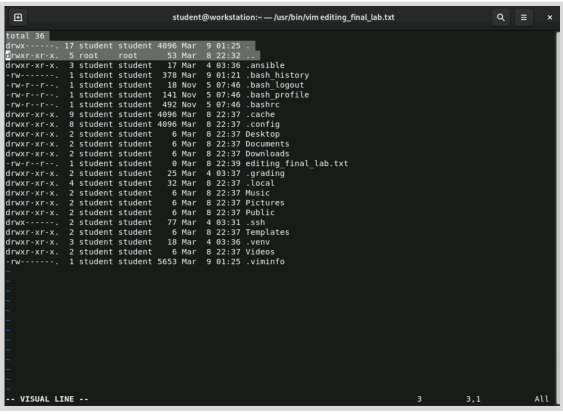 student@workstation:~ — /usr/bin/vim editing_final_lab.txt
total 36
drwx------. 17 student student 4096 Mar  9 01:25 .
drwxr-xr-x.  5 root    root      53 Mar  8 22:32 ..
drwxr-xr-x.  3 student student   17 Mar  4 03:36 .ansible
-rw-------.  1 student student  378 Mar  9 01:21 .bash_history
-rw-r--r--.  1 student student   18 Nov  5 07:46 .bash_logout
-rw-r--r--.  1 student student  141 Nov  5 07:46 .bash_profile
-rw-r--r--.  1 student student  492 Nov  5 07:46 .bashrc
drwxr-xr-x.  9 student student 4096 Mar  8 22:37 .cache
drwxr-xr-x.  8 student student 4096 Mar  8 22:37 .config
drwxr-xr-x.  2 student student    6 Mar  8 22:37 Desktop
drwxr-xr-x.  2 student student    6 Mar  8 22:37 Documents
drwxr-xr-x.  2 student student    6 Mar  8 22:37 Downloads
-rw-r--r--.  1 student student    0 Mar  8 22:39 editing_final_lab.txt
drwxr-xr-x.  2 student student   25 Mar  4 03:37 .grading
drwxr-xr-x.  4 student student   32 Mar  8 22:37 .local
drwxr-xr-x.  2 student student    6 Mar  8 22:37 Music
drwxr-xr-x.  2 student student    6 Mar  8 22:37 Pictures
drwxr-xr-x.  2 student student    6 Mar  8 22:37 Public
drwx------.  2 student student   77 Mar  4 03:31 .ssh
drwxr-xr-x.  2 student student    6 Mar  8 22:37 Templates
drwxr-xr-x.  3 student student   18 Mar  4 03:36 .venv
drwxr-xr-x.  2 student student    6 Mar  8 22:37 Videos
-rw-------.  1 student student 5653 Mar  9 01:25 .viminfo
~
~
~
~
~
~
~
~
~
~
~
-- VISUAL LINE -- 3 3,1 All